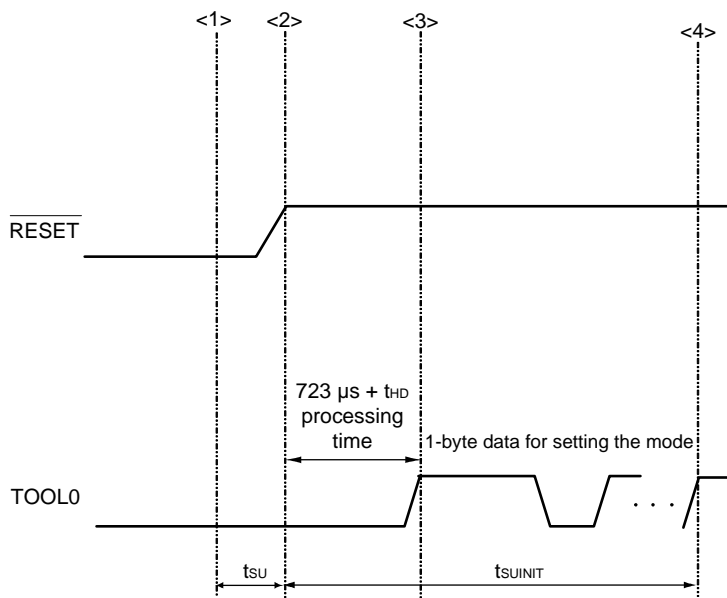 <1> <2> <3> <4>
RESET
723 µs + tHD
processing
time
1-byte data for setting the mode
TOOL0
. . .
tSU tSUINIT